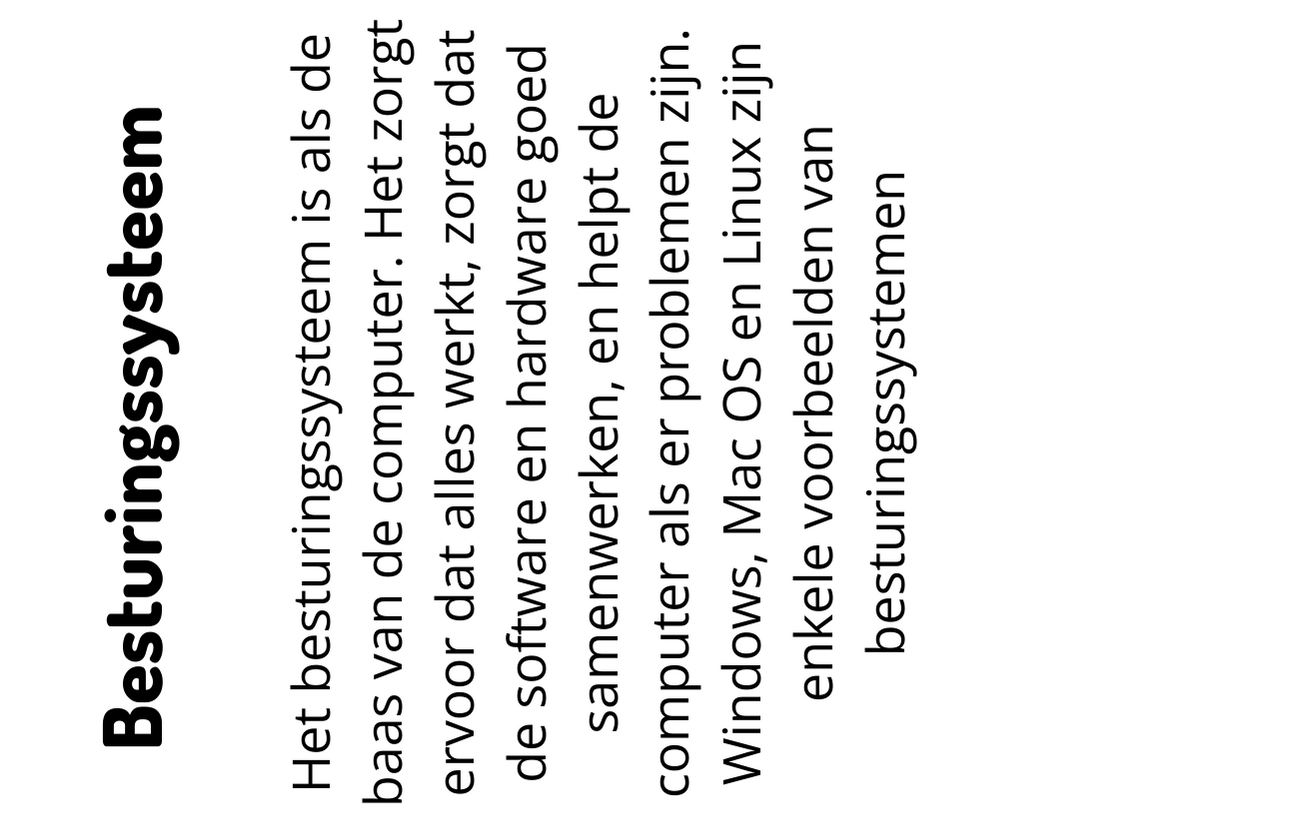 Besturingssysteem
Het besturingssysteem is als de
baas van de computer. Het zorgt
ervoor dat alles werkt, zorgt dat
de software en hardware goed
samenwerken, en helpt de
computer als er problemen zijn.
Windows, Mac OS en Linux zijn
enkele voorbeelden van
besturingssystemen